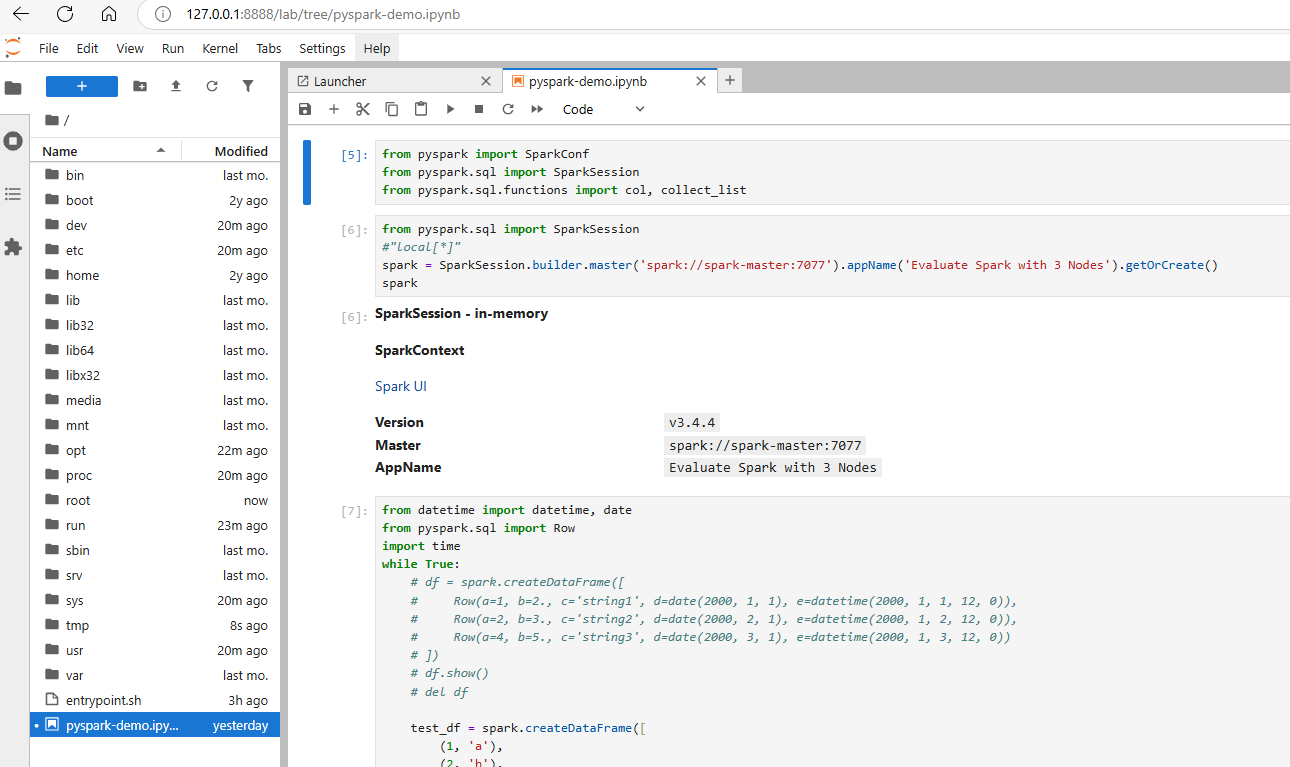 127.0.0.1:8888/lab/tree/pyspark-demo.ipynb
File Edit View Run Kernel Tabs Settings Help
+
/
Name Modified
bin last mo.
boot 2y ago
dev 20m ago
etc 20m ago
home 2y ago
lib last mo.
lib32 last mo.
lib64 last mo.
libx32 last mo.
media last mo.
mnt last mo.
opt 22m ago
proc 20m ago
root now
run 23m ago
sbin last mo.
srv last mo.
sys 20m ago
tmp 8s ago
usr 20m ago
var last mo.
entrypoint.sh 3h ago
pyspark-demo.ipy... yesterday
Launcher
pyspark-demo.ipynb
Code
[5]:
from pyspark import SparkConf
from pyspark.sql import SparkSession
from pyspark.sql.functions import col, collect_list
[6]:
from pyspark.sql import SparkSession
#"local[*]"
spark = SparkSession.builder.master('spark://spark-master:7077').appName('Evaluate Spark with 3 Nodes').getOrCreate()
spark
[6]:
SparkSession - in-memory
SparkContext
Spark UI
Version v3.4.4
Master spark://spark-master:7077
AppName Evaluate Spark with 3 Nodes
[7]:
from datetime import datetime, date
from pyspark.sql import Row
import time
while True:
    # df = spark.createDataFrame([
    #     Row(a=1, b=2., c='string1', d=date(2000, 1, 1), e=datetime(2000, 1, 1, 12, 0)),
    #     Row(a=2, b=3., c='string2', d=date(2000, 2, 1), e=datetime(2000, 1, 2, 12, 0)),
    #     Row(a=4, b=5., c='string3', d=date(2000, 3, 1), e=datetime(2000, 1, 3, 12, 0))
    # ])
    # df.show()
    # del df
    test_df = spark.createDataFrame([
        (1, 'a'),
        (2, 'b'),